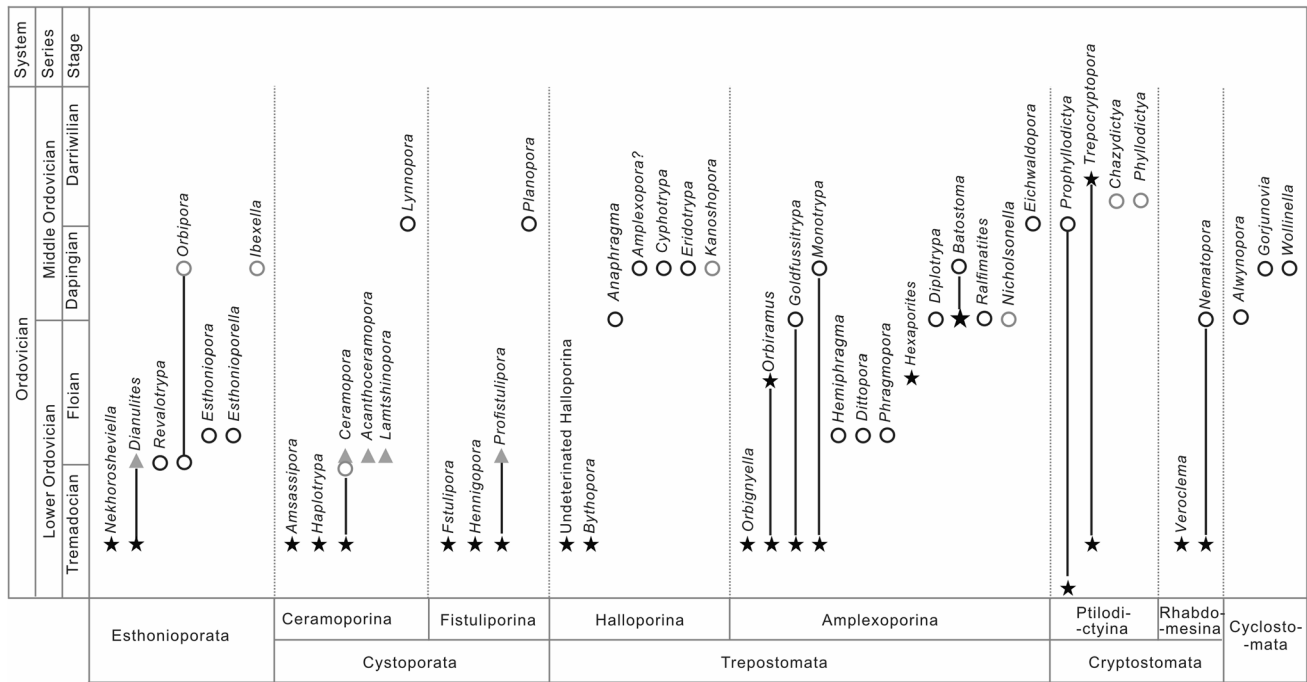 System
Series
Stage
Ordovician
Middle Ordovician
Lower Ordovician
Darriwilian
Dapingian
Floian
Tremadocian
Nekhorosheviella
Dianulites
Revalotrypa
Orbipora
Esthoniopora
Esthonioporella
Ibexella
Amsassipora
Haplotrypa
Ceramopora
Acanthoceramopora
Lamtshinopora
Lynnopora
Fstulipora
Hennigopora
Profistulipora
Planopora
Undeterminated Halloporina
Bythopora
Anaphragma
Amplexopora?
Cyphotrypa
Eridotrypa
Kanoshopora
Orbignyella
Orbiramus
Goldfussitrypa
Monotrypa
Hemiphragma
Dittopora
Phragmopora
Hexaporites
Diplotrypa
Batostoma
Ralfimatites
Nicholsonella
Eichwaldopora
Prophyllodictya
Trepocryptopora
Chazydictya
Phyllodictya
Veroclema
Nematopora
Alwynopora
Gorjunovia
Wollinella
Esthonioporata
Ceramoporina
Fistuliporina
Halloporina
Amplexoporina
Ptilodi-
-ctyina
Rhabdo-
-mesina
Cyclosto-
-mata
Cystoporata
Trepostomata
Cryptostomata